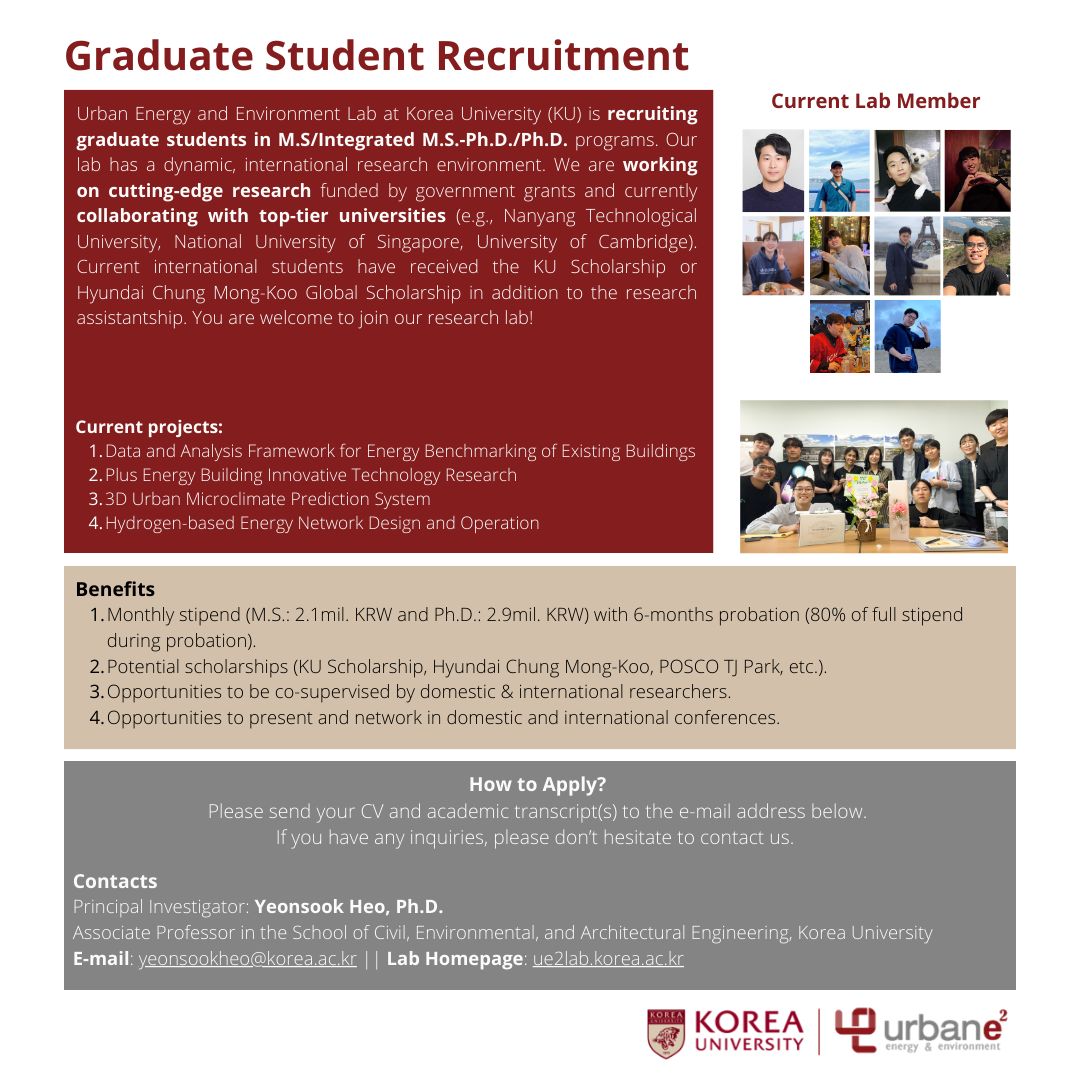 Graduate Student Recruitment
Urban Energy and Environment Lab at Korea University (KU) is recruiting
graduate students in M.S/Integrated M.S.-Ph.D./Ph.D. programs. Our
lab has a dynamic, international research environment. We are working
on cutting-edge research funded by government grants and currently
collaborating with top-tier universities (e.g., Nanyang Technological
University, National University of Singapore, University of Cambridge).
Current international students have received the KU Scholarship or
Hyundai Chung Mong-Koo Global Scholarship in addition to the research
assistantship. You are welcome to join our research lab!
Current projects:
1. Data and Analysis Framework for Energy Benchmarking of Existing Buildings
2. Plus Energy Building Innovative Technology Research
3. 3D Urban Microclimate Prediction System
4. Hydrogen-based Energy Network Design and Operation
Current Lab Member
Benefits
1. Monthly stipend (M.S.: 2.1mil. KRW and Ph.D.: 2.9mil. KRW) with 6-months probation (80% of full stipend
during probation).
2. Potential scholarships (KU Scholarship, Hyundai Chung Mong-Koo, POSCO TJ Park, etc.).
3. Opportunities to be co-supervised by domestic & international researchers.
4. Opportunities to present and network in domestic and international conferences.
How to Apply?
Please send your CV and academic transcript(s) to the e-mail address below.
If you have any inquiries, please don’t hesitate to contact us.
Contacts
Principal Investigator: Yeonsook Heo, Ph.D.
Associate Professor in the School of Civil, Environmental, and Architectural Engineering, Korea University
E-mail: yeonsookheo@korea.ac.kr || Lab Homepage: ue2lab.korea.ac.kr
KOREA
UNIVERSITY
KOREA
UNIVERSITY
urbane²
energy & environment